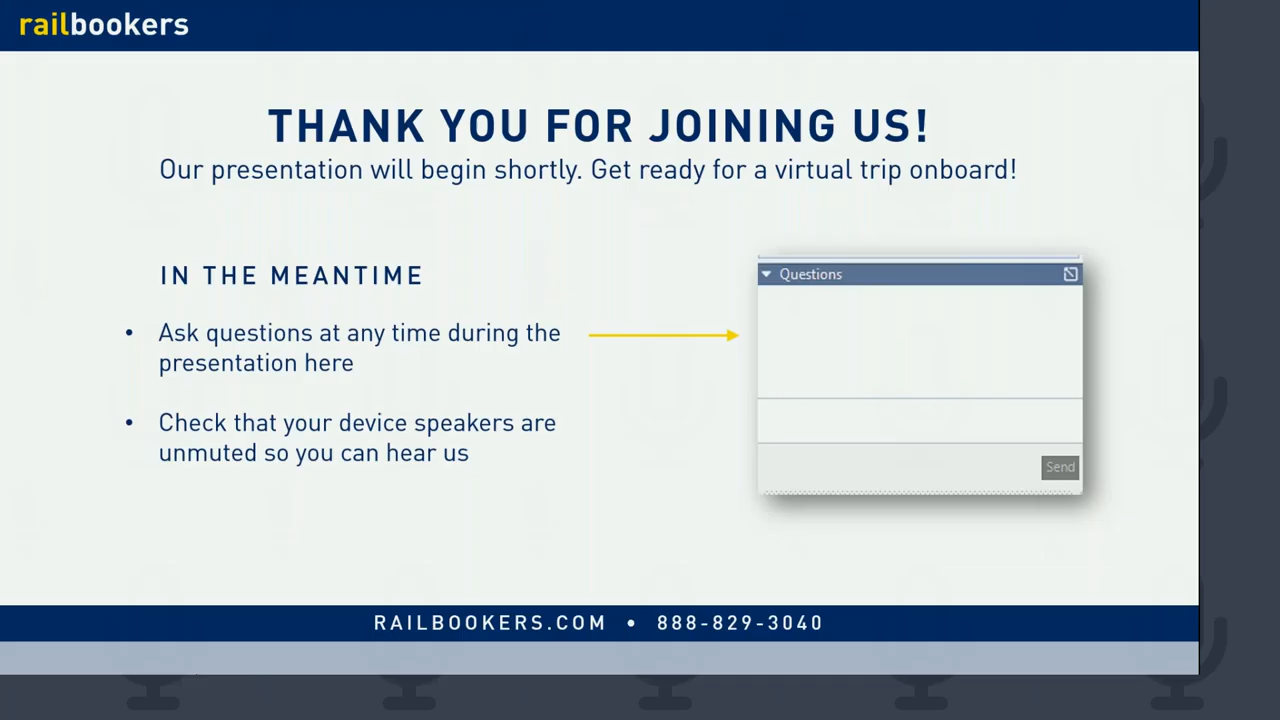 railbookers
THANK YOU FOR JOINING US!
Our presentation will begin shortly. Get ready for a virtual trip onboard!
IN THE MEANTIME
• Ask questions at any time during the
presentation here
• Check that your device speakers are
unmuted so you can hear us
Questions
Send
RAILBOOKERS.COM • 888-829-3040